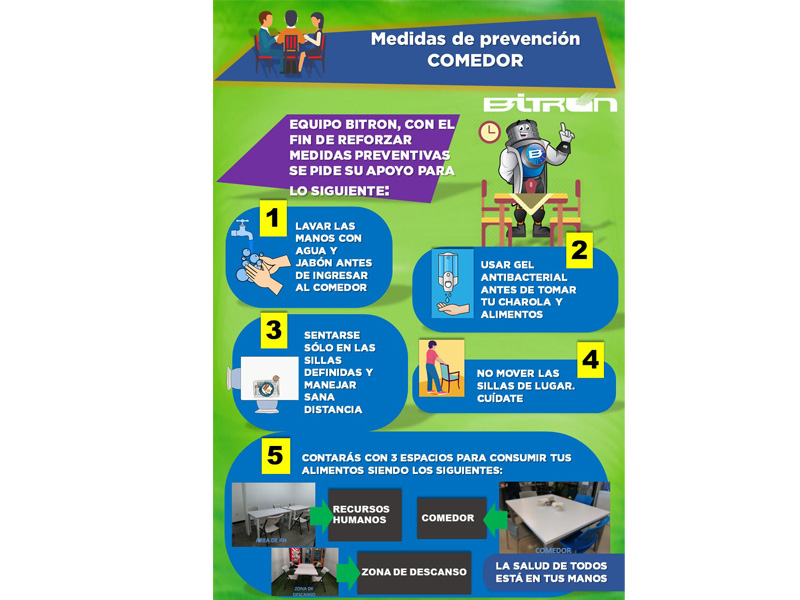 Medidas de prevención
COMEDOR
BiTRON
EQUIPO BITRON, CON EL
FIN DE REFORZAR
MEDIDAS PREVENTIVAS
SE PIDE SU APOYO PARA
LO SIGUIENTE:
1
LAVAR LAS
MANOS CON
AGUA Y
JABÓN ANTES
DE INGRESAR
AL COMEDOR
2
USAR GEL
ANTIBACTERIAL
ANTES DE TOMAR
TU CHAROLA Y
ALIMENTOS
3
SENTARSE
SÓLO EN LAS
SILLAS
DEFINIDAS Y
MANEJAR
SANA
DISTANCIA
4
NO MOVER LAS
SILLAS DE LUGAR.
CUÍDATE
5
CONTARÁS CON 3 ESPACIOS PARA CONSUMIR TUS
ALIMENTOS SIENDO LOS SIGUIENTES:
ÁREA DE RH
RECURSOS
HUMANOS
COMEDOR
COMEDOR
ZONA DE
DESCANSO
ZONA DE DESCANSO
LA SALUD DE TODOS
ESTÁ EN TUS MANOS